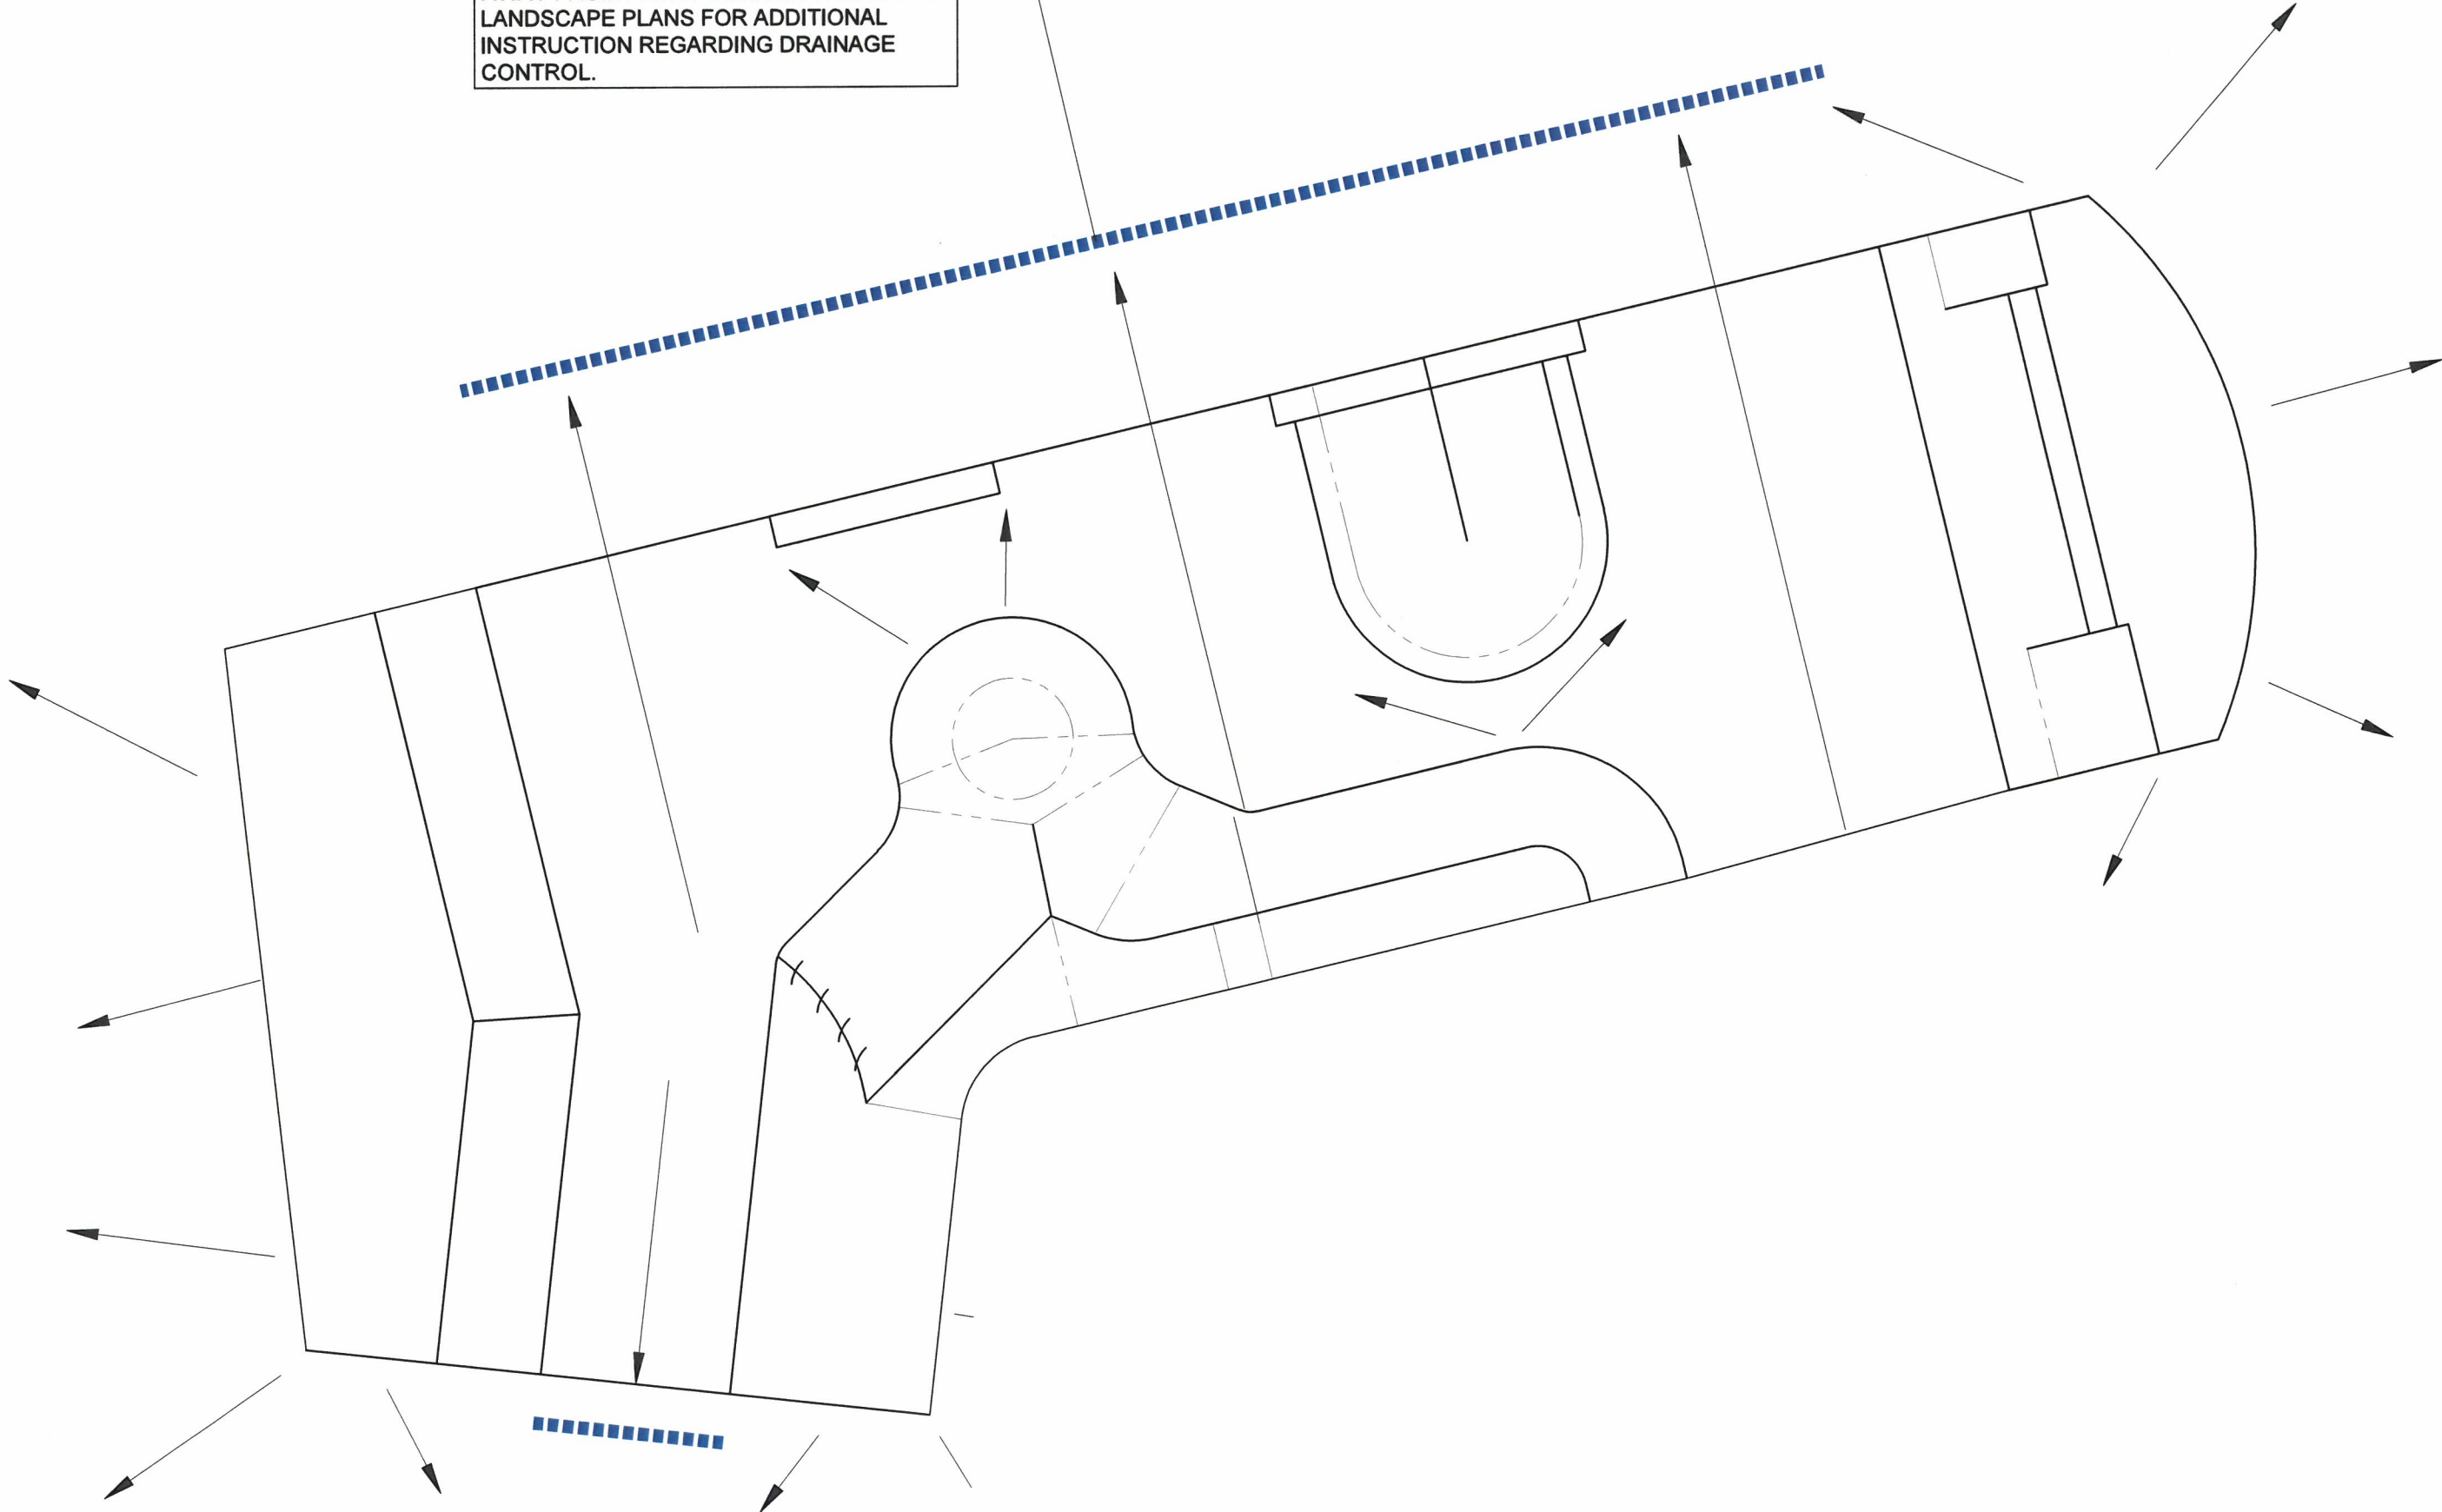 LANDSCAPE PLANS FOR ADDITIONAL
INSTRUCTION REGARDING DRAINAGE
CONTROL.